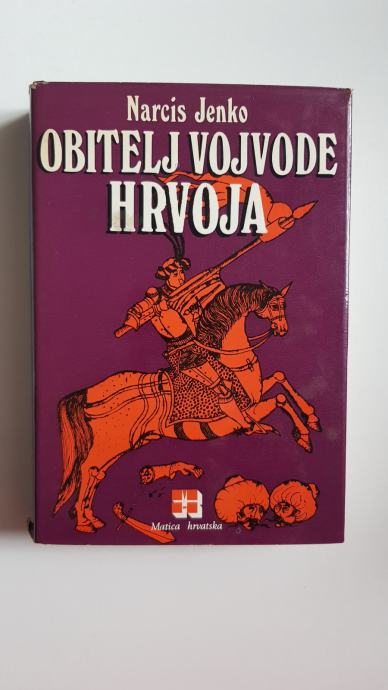 Narcis Jenko
OBITELJ VOJVODE
HRVOJA
Matica hrvatska